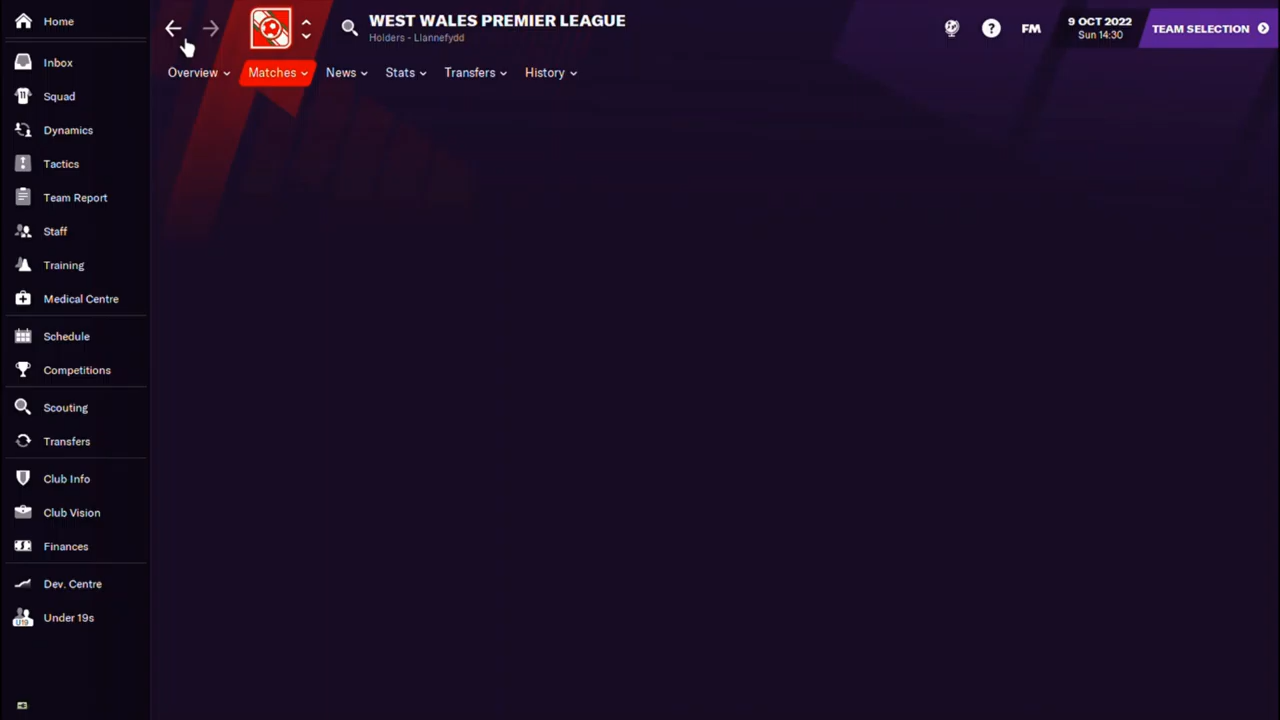 Home
Inbox
Squad
Dynamics
Tactics
Team Report
Staff
Training
Medical Centre
Schedule
Competitions
Scouting
Transfers
Club Info
Club Vision
Finances
Dev. Centre
Under 19s
WEST WALES PREMIER LEAGUE
Holders - Llannefydd
Overview Matches News Stats Transfers History
FM
9 OCT 2022
Sun 14:30
TEAM SELECTION
11
U19
?